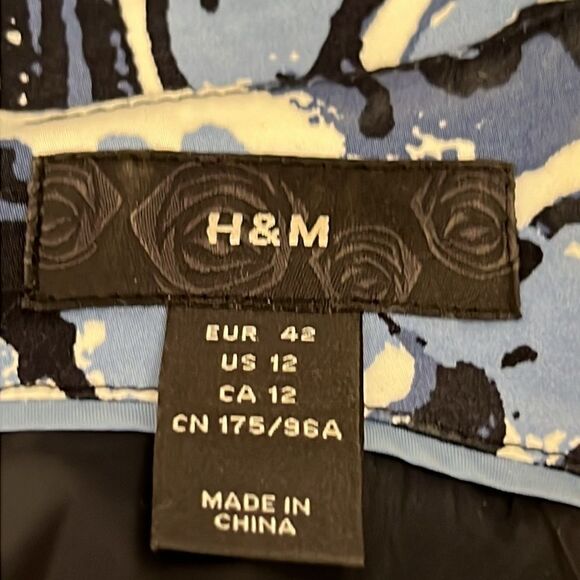 H&M
EUR 42
US 12
CA 12
CN 175/96A
MADE IN
CHINA